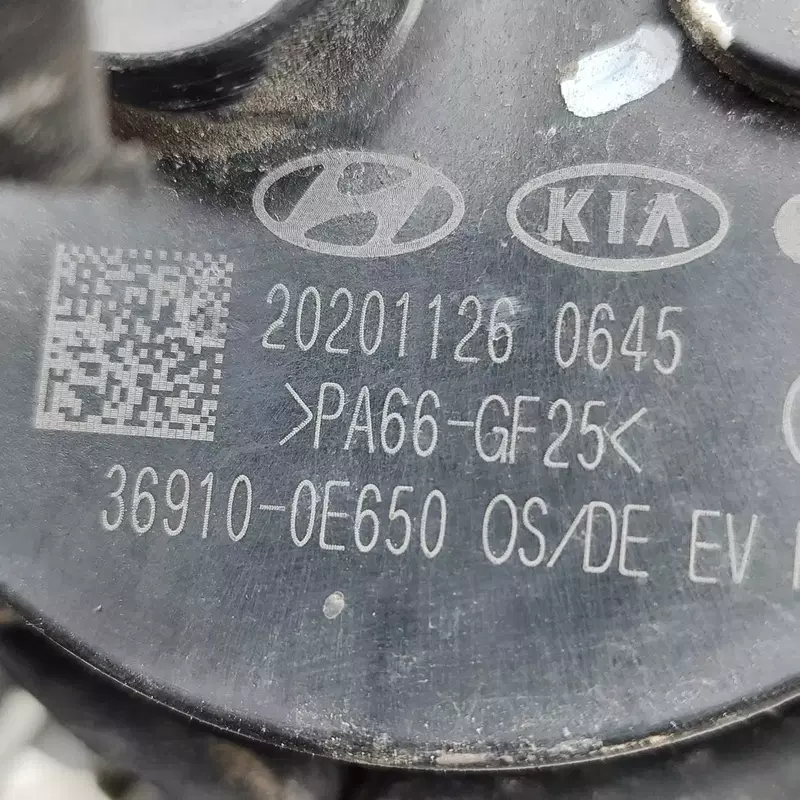 KIA
20201126 0645
>PA66-GF25<
36910-0E650 OS/DE EV